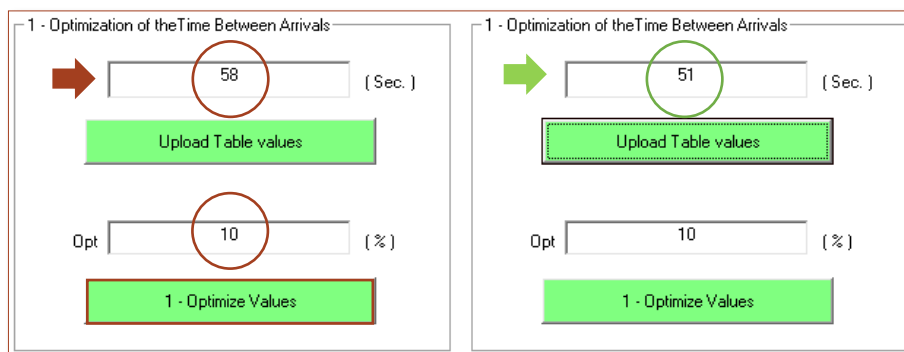 1 - Optimization of theTime Between Arrivals
58
( Sec. )
Upload Table values
Opt
10
( % )
1 - Optimize Values
1 - Optimization of theTime Between Arrivals
51
( Sec. )
Upload Table values
Opt
10
( % )
1 - Optimize Values